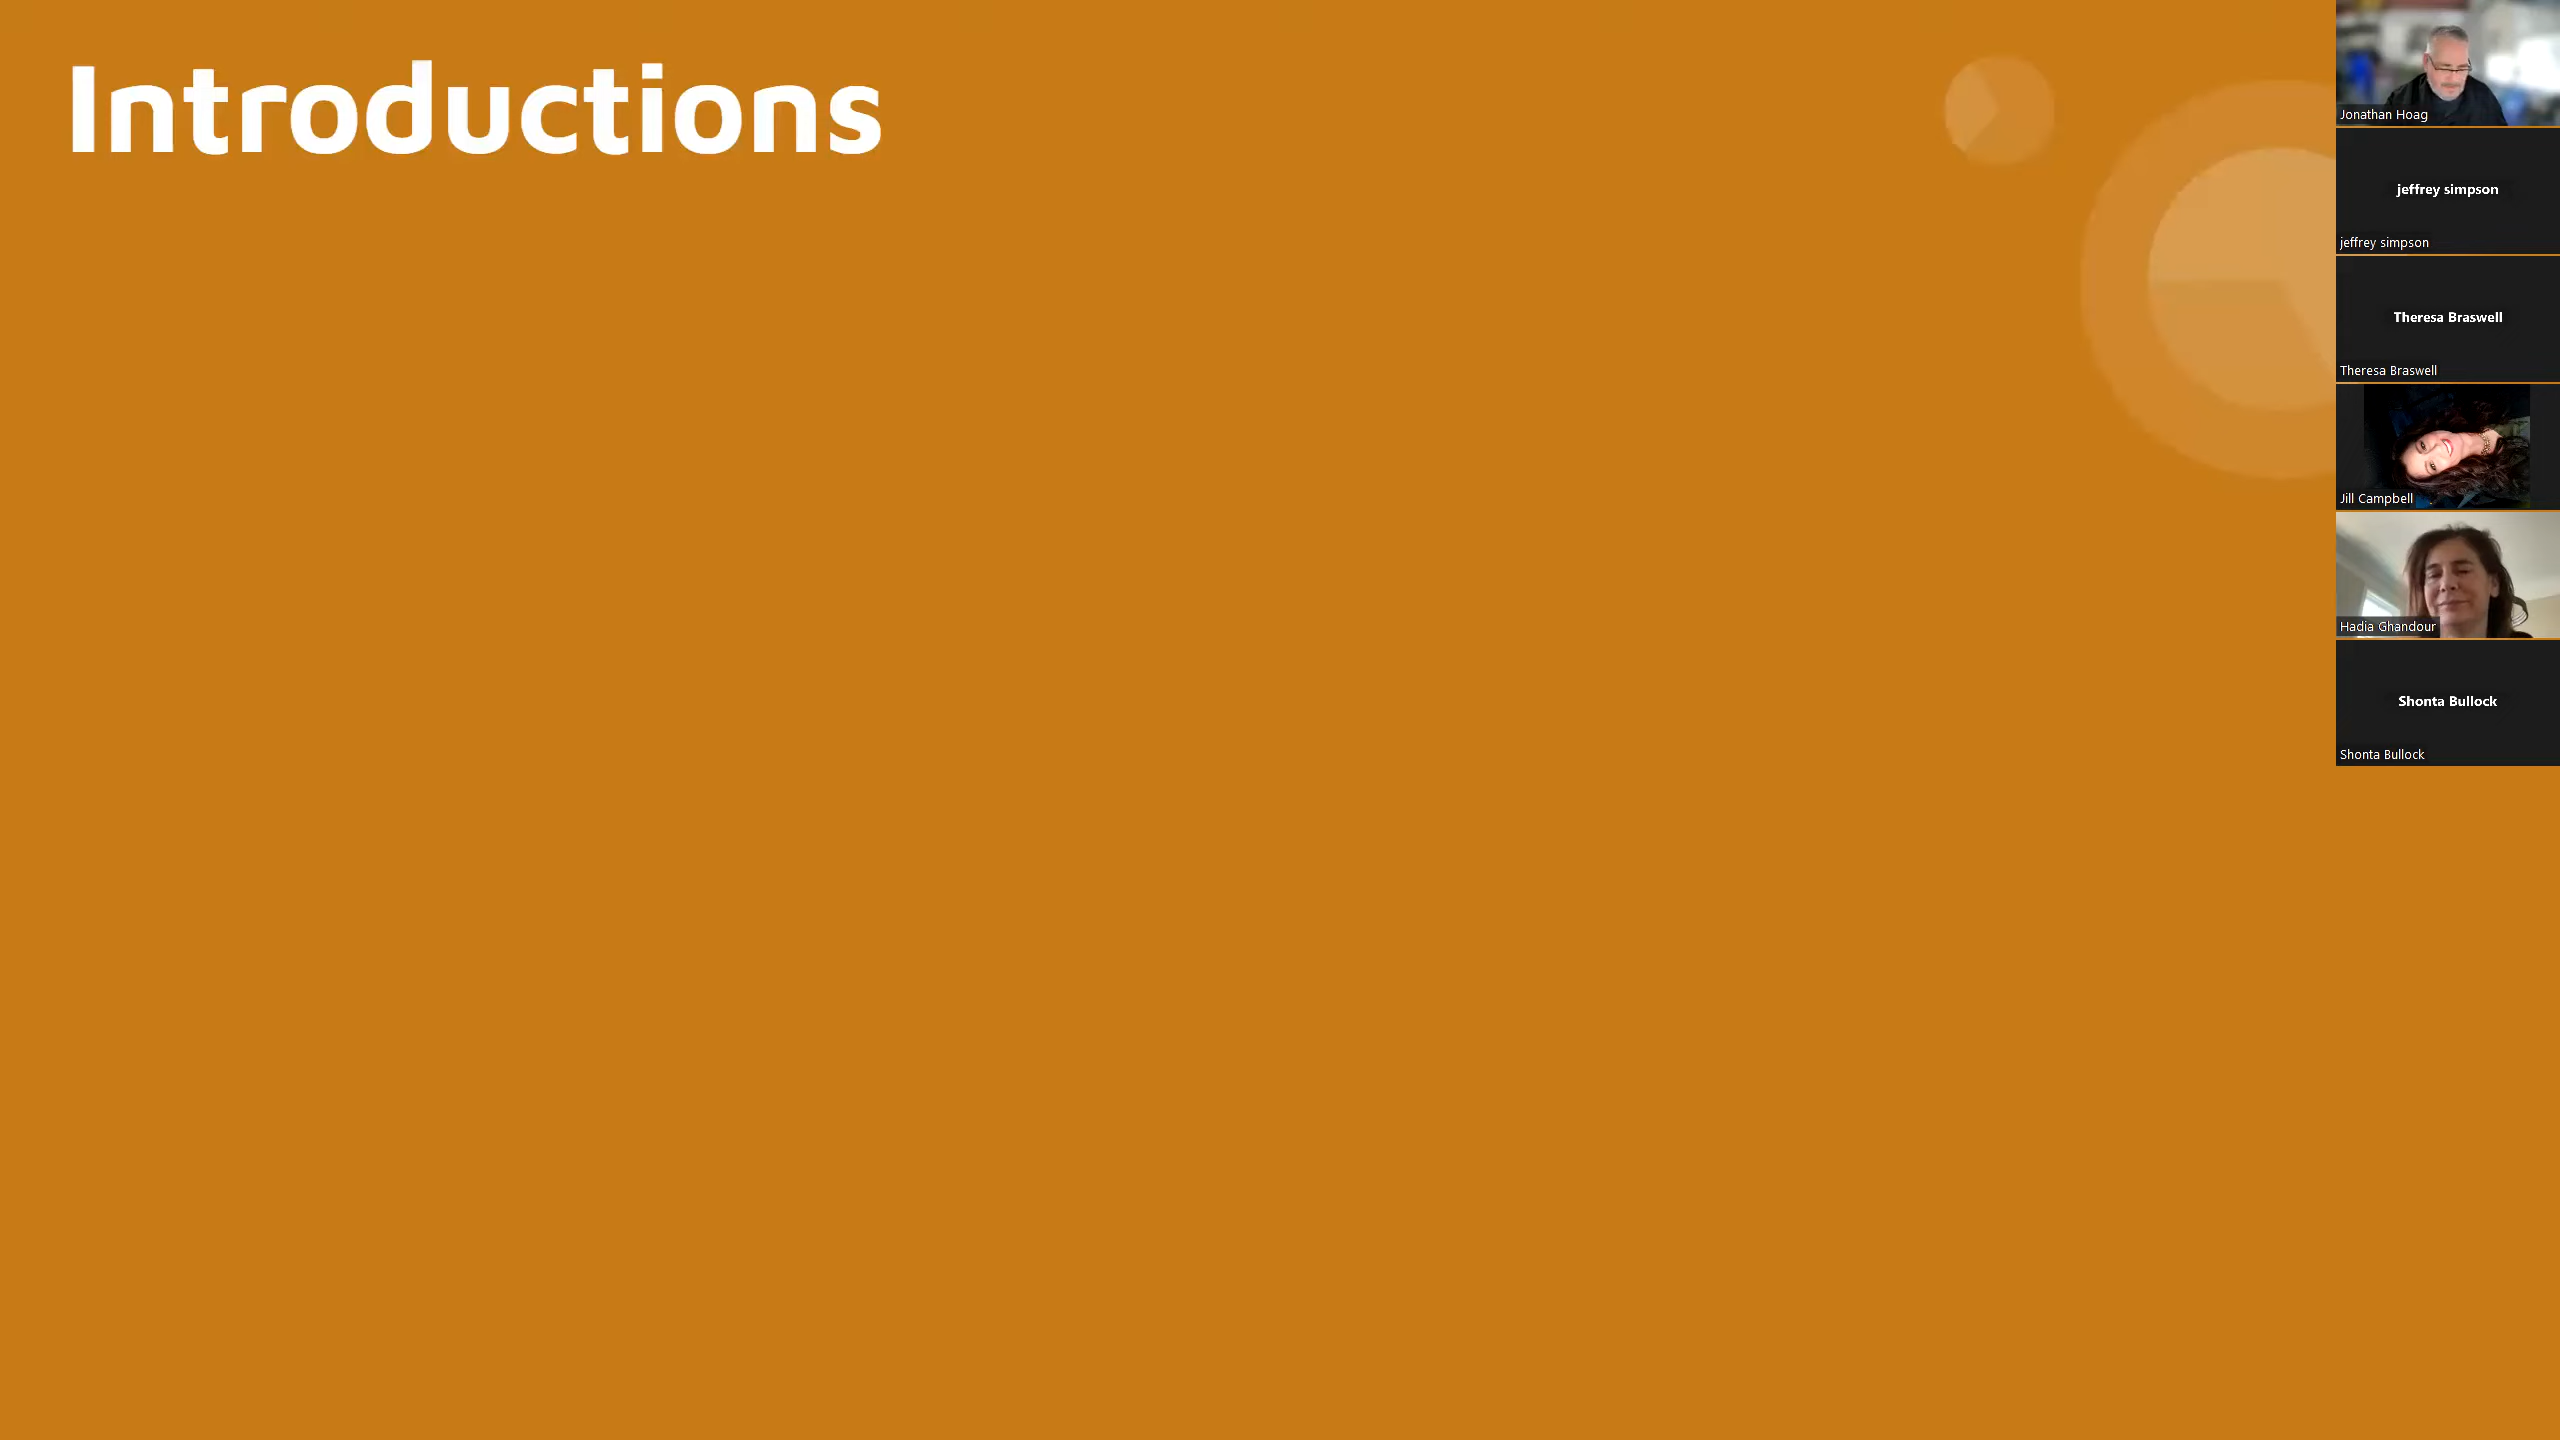 Introductions
Jonathan Hoag
jeffrey simpson
jeffrey simpson
Theresa Braswell
Theresa Braswell
Jill Campbell
Hadia Ghandour
Shonta Bullock
Shonta Bullock